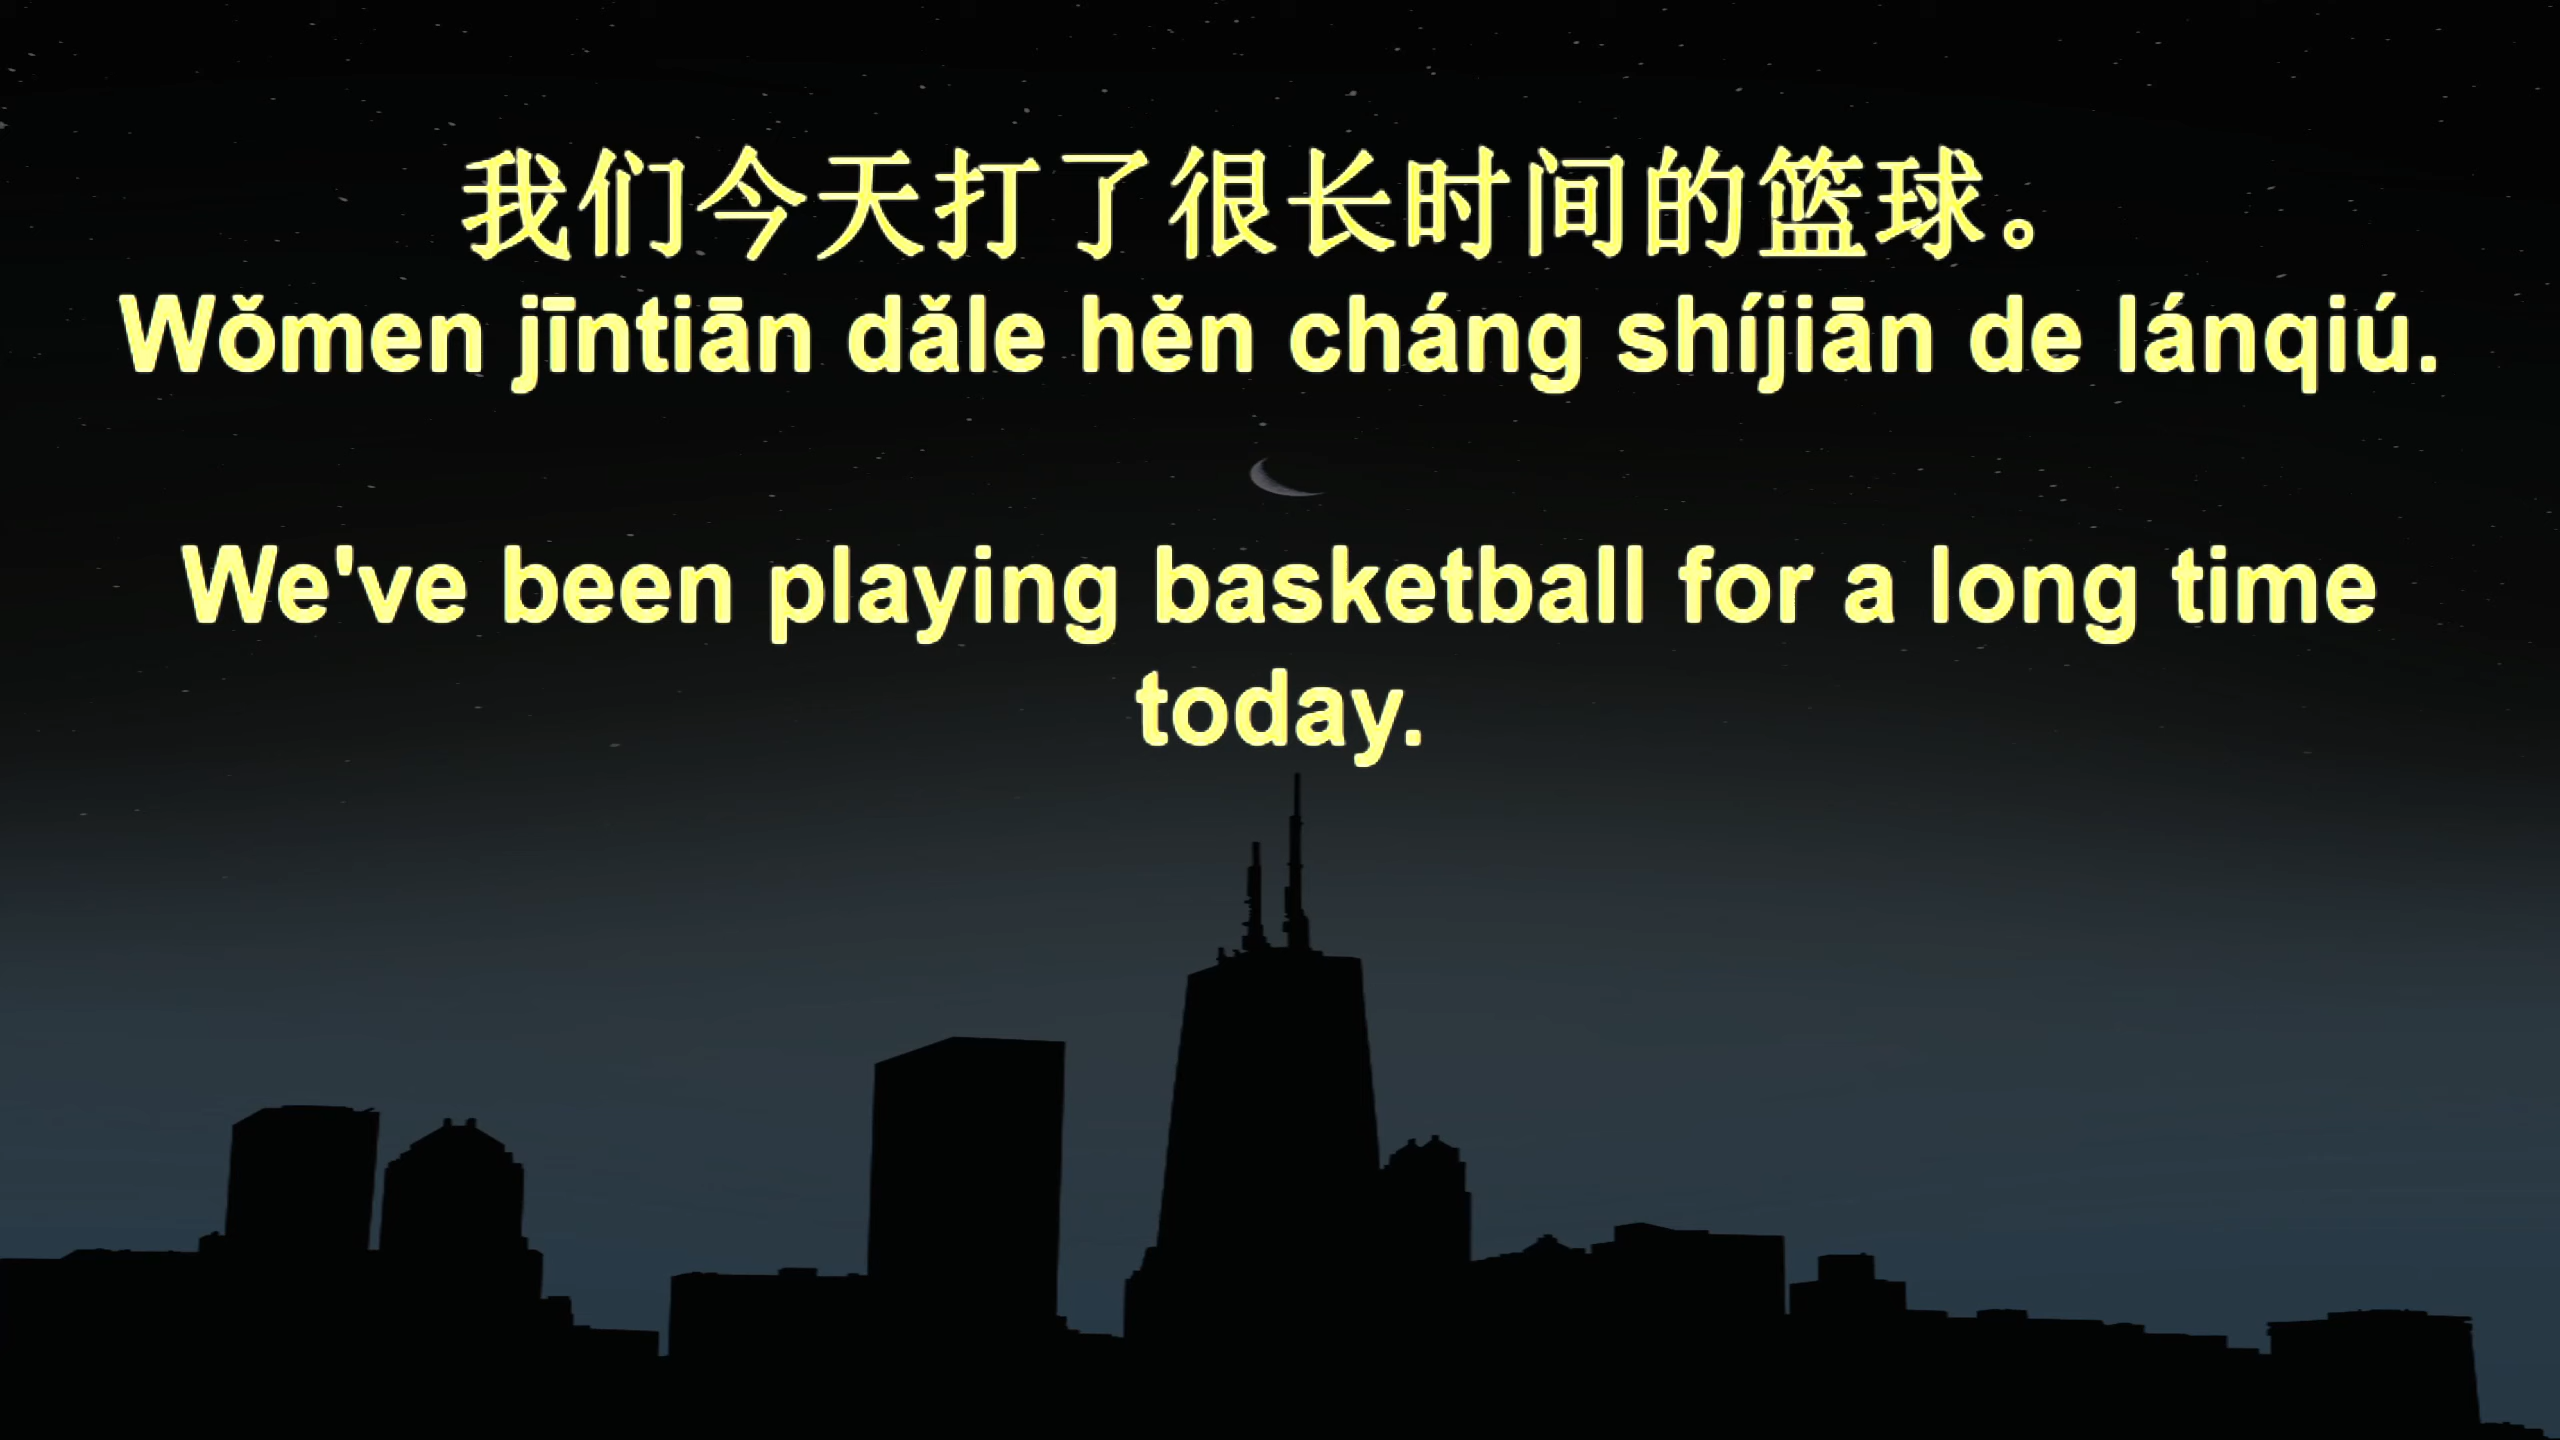 我们今天打了很长时间的篮球。
Wǒmen jīntiān dǎle hěn cháng shíjiān de lánqiú.
We've been playing basketball for a long time
today.